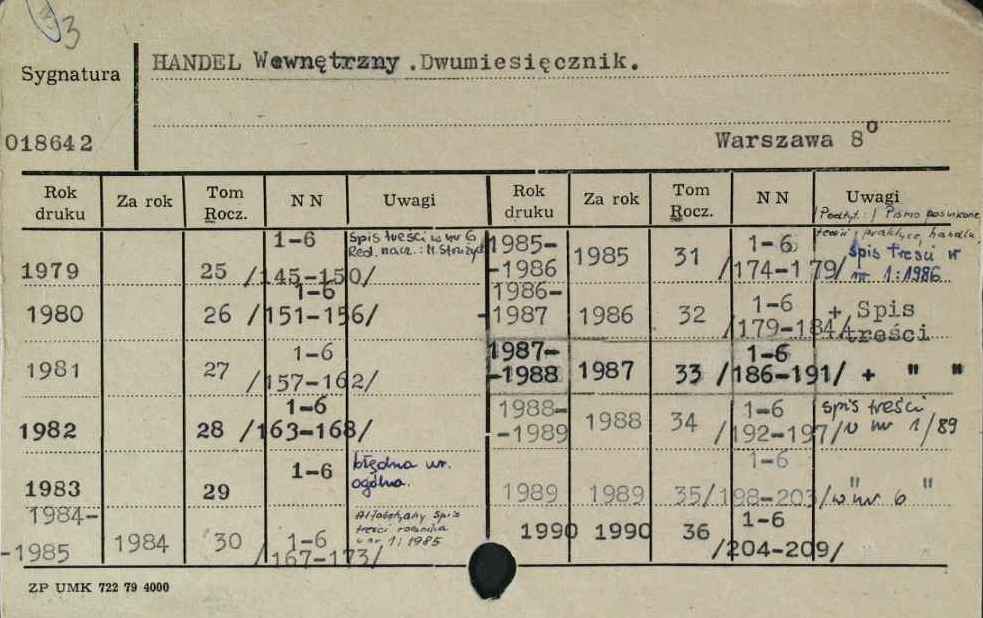 33
Sygnatura
HANDEL Wewnętrzny .Dwumiesięcznik.
018642
Warszawa 8⁰
Rok druku | Za rok | Tom Rocz. | N N | Uwagi | Rok druku | Za rok | Tom Rocz. | N N | Uwagi
/Podtyt.:/ Pismo poświęcone teorii i praktyce handlu.
1979 | | 25 | 1-6 /145-150/ | Spis treści w nr 6 Red. nacz.: M. Strużyc
1980 | | 26 | 1-6 /151-156/
1981 | | 27 | 1-6 /157-162/
1982 | | 28 | 1-6 /163-168/
1983 | | 29 | 1-6 | błędna nr. ogólna.
1984--1985 | 1984 | 30 | 1-6 /167-173/ | Alfabetyczny spis treści rocznika w nr 1/1985
1985--1986 | 1985 | 31 | 1-6 /174-179/ | Spis treści w nr 1:1986.
1986--1987 | 1986 | 32 | 1-6 /179-184/ | + Spis treści
1987--1988 | 1987 | 33 | 1-6 /186-191/ | + " "
1988--1989 | 1988 | 34 | 1-6 /192-197/ | spis treści w nr 1/89
1989 | 1989 | 35 | 1-6 /198-203/ | " w nr 6 "
1990 | 1990 | 36 | 1-6 /204-209/ | " "
ZP UMK 722 79 4000